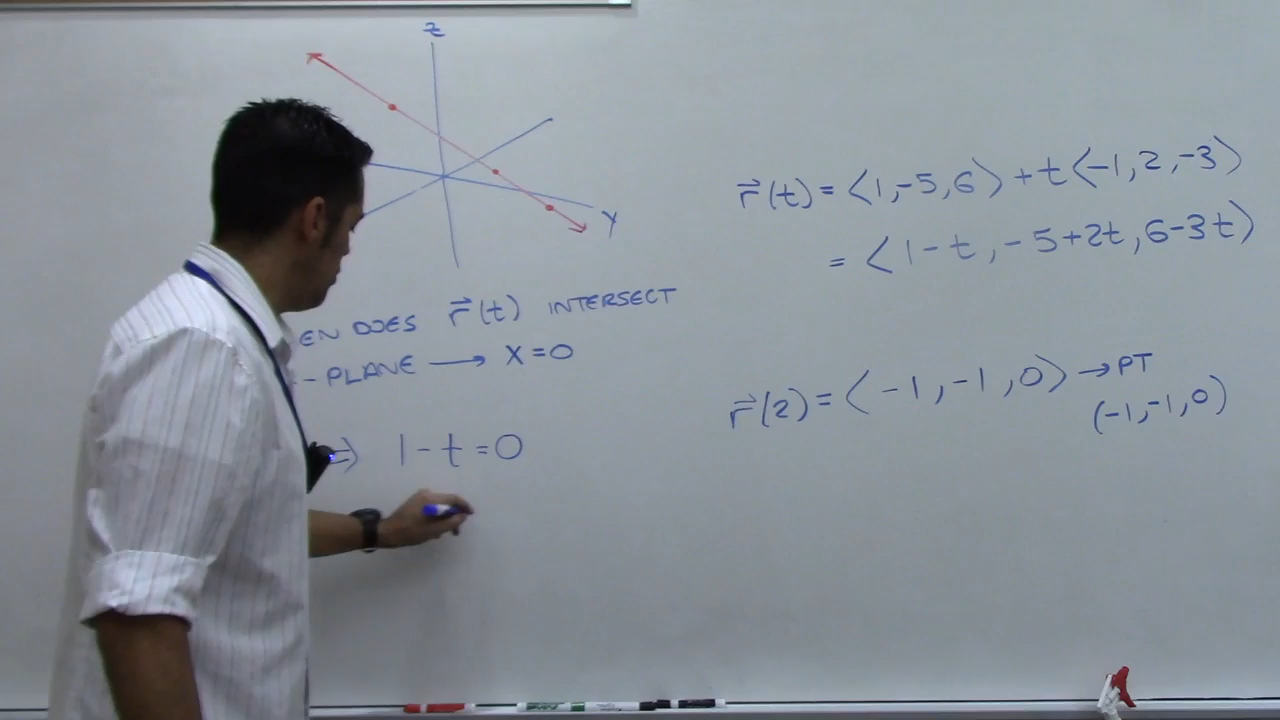 z
y
EN DOES r⃗(t) INTERSECT
-PLANE → X=0
⇒ 1-t=0
r⃗(t)=⟨1,-5,6⟩+t⟨-1,2,-3⟩
=⟨1-t,-5+2t,6-3t⟩
r⃗(2)=⟨-1,-1,0⟩→PT
(-1,-1,0)